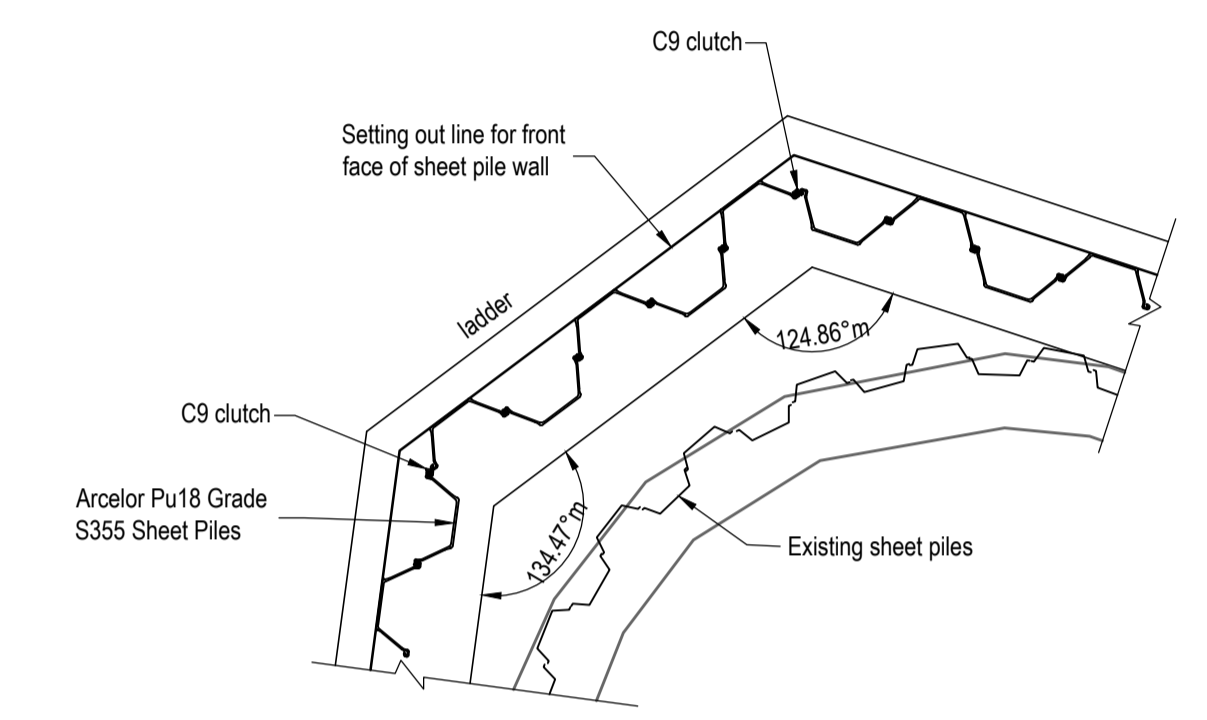 C9 clutch
Setting out line for front
face of sheet pile wall
ladder
124.86°m
C9 clutch
Arcelor Pu18 Grade
S355 Sheet Piles
134.47°m
Existing sheet piles